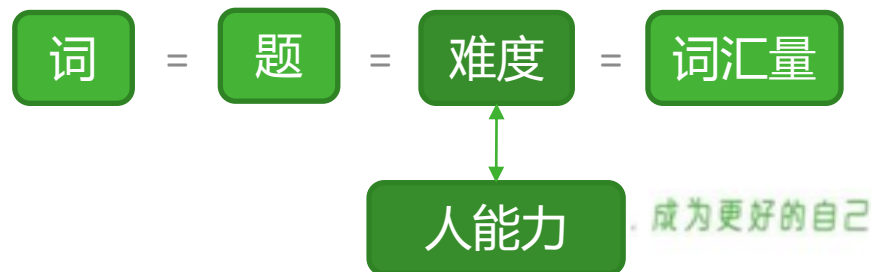 词 = 题 = 难度 = 词汇量
人能力
.成为更好的自己